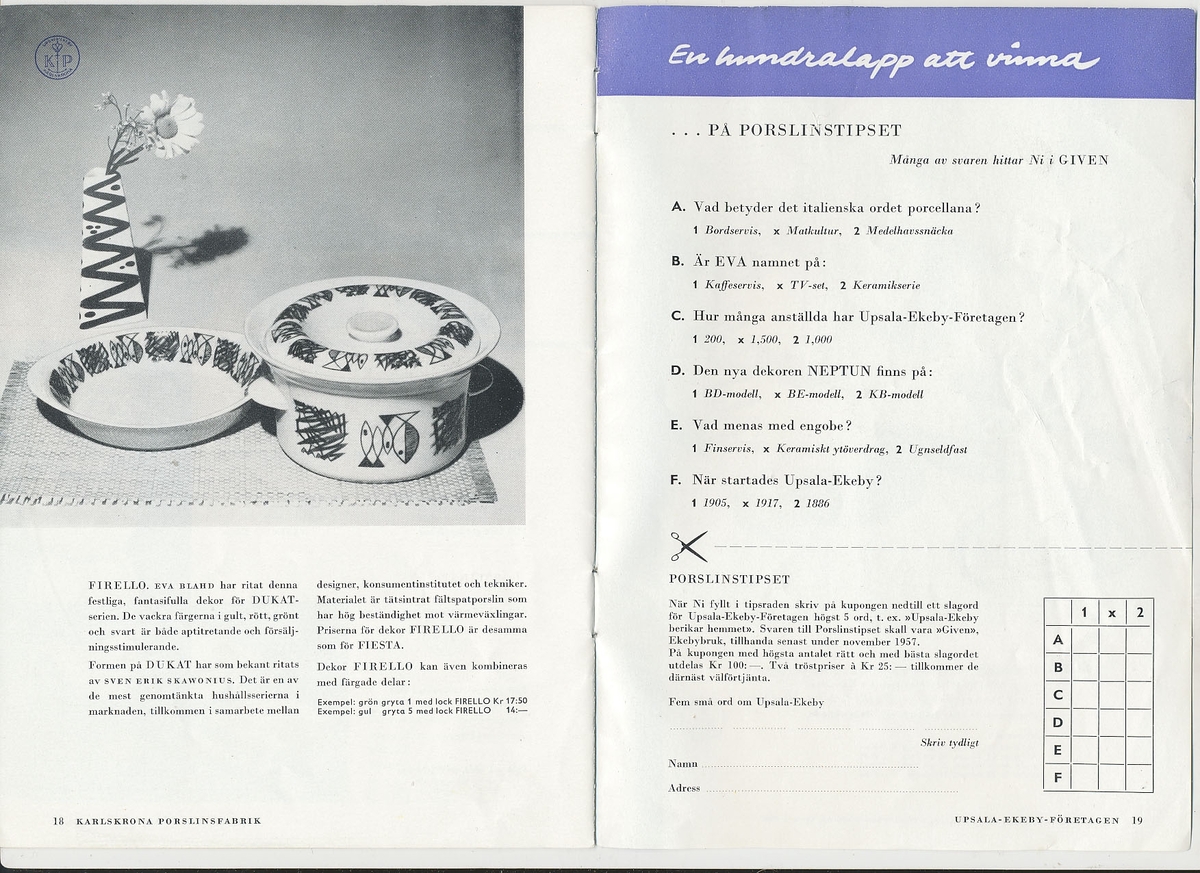 KP
FIRELLO. EVA BLAHD har ritat denna
festliga, fantasifulla dekor för DUKAT-
serien. De vackra färgerna i gult, rött, grönt
och svart är både aptitretande och försälj-
ningsstimulerande.
Formen på DUKAT har som bekant ritats
av SVEN ERIK SKAWONIUS. Det är en av
de mest genomtänkta hushållsserierna i
marknaden, tillkommen i samarbete mellan
designer, konsumentinstitutet och tekniker.
Materialet är tätsintrat fältspatporslin som
har hög beständighet mot värmeväxlingar.
Priserna för dekor FIRELLO är desamma
som för FIESTA.
Dekor FIRELLO kan även kombineras
med färgade delar:
Exempel: grön gryta 1 med lock FIRELLO Kr 17:50
Exempel: gul gryta 5 med lock FIRELLO 14:—
18 KARLSKRONA PORSLINSFABRIK
En hundralapp att vinna
. . . PÅ PORSLINSTIPSET
Många av svaren hittar Ni i GIVEN
A. Vad betyder det italienska ordet porcellana?
1 Bordservis, x Matkultur, 2 Medelhavssnäcka
B. Är EVA namnet på:
1 Kaffeservis, x TV-set, 2 Keramikserie
C. Hur många anställda har Upsala-Ekeby-Företagen?
1 200, x 1,500, 2 1,000
D. Den nya dekoren NEPTUN finns på:
1 BD-modell, x BE-modell, 2 KB-modell
E. Vad menas med engobe?
1 Finservis, x Keramiskt ytöverdrag, 2 Ugnseldfast
F. När startades Upsala-Ekeby?
1 1905, x 1917, 2 1886
PORSLINSTIPSET
När Ni fyllt i tipsraden skriv på kupongen nedtill ett slagord
för Upsala-Ekeby-Företagen högst 5 ord, t. ex. »Upsala-Ekeby
berikar hemmet». Svaren till Porslinstipset skall vara »Given»,
Ekebybruk, tillhanda senast under november 1957.
På kupongen med högsta antalet rätt och med bästa slagordet
utdelas Kr 100:—. Två tröstpriser à Kr 25:— tillkommer de
därnäst välförtjänta.
Fem små ord om Upsala-Ekeby
Skriv tydligt
Namn
Adress
1 x 2
A
B
C
D
E
F
UPSALA-EKEBY-FÖRETAGEN 19